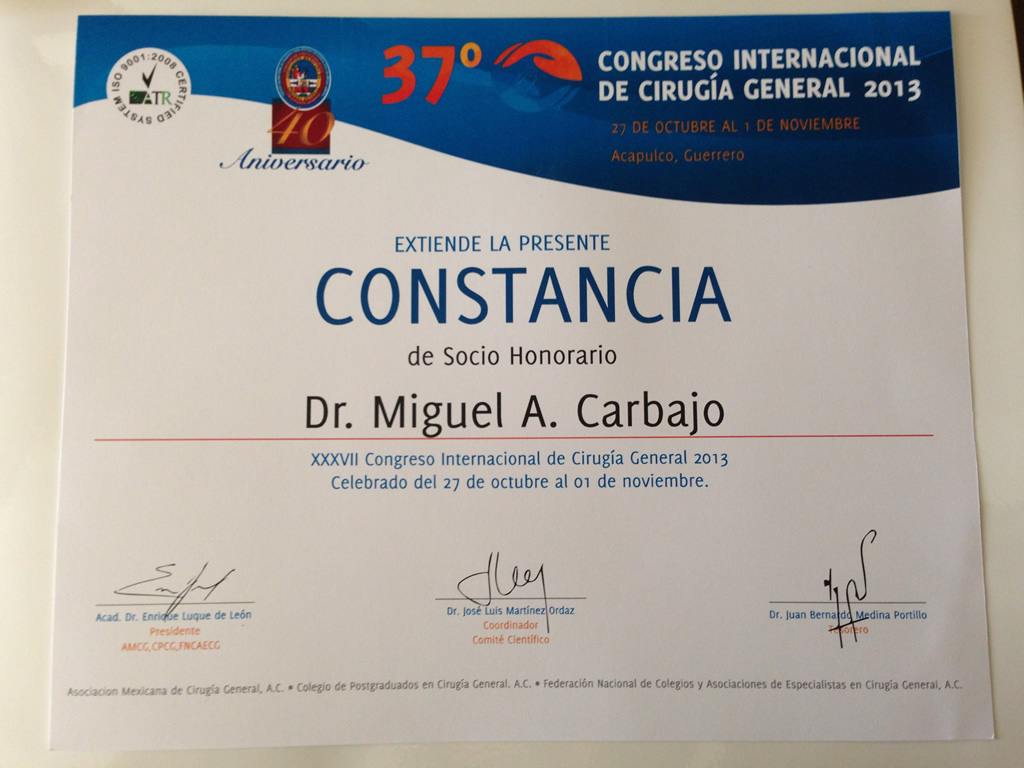 ISO 9001:2008 CERTIFIED SYSTEM
ATR
40
Aniversario
37º
CONGRESO INTERNACIONAL
DE CIRUGÍA GENERAL 2013
27 DE OCTUBRE AL 1 DE NOVIEMBRE
Acapulco, Guerrero
EXTIENDE LA PRESENTE
CONSTANCIA
de Socio Honorario
Dr. Miguel A. Carbajo
XXXVII Congreso Internacional de Cirugía General 2013
Celebrado del 27 de octubre al 01 de noviembre.
Acad. Dr. Enrique Luque de León
Presidente
AMCG,CPCG,FNCAECG
Dr. José Luis Martínez Ordaz
Coordinador
Comité Científico
Dr. Juan Bernardo Medina Portillo
Tesorero
Asociacion Mexicana de Cirugía General, A.C. • Colegio de Postgraduados en Cirugía General. A.C. • Federación Nacional de Colegios y Asociaciones de Especialistas en Cirugía General, A.C.